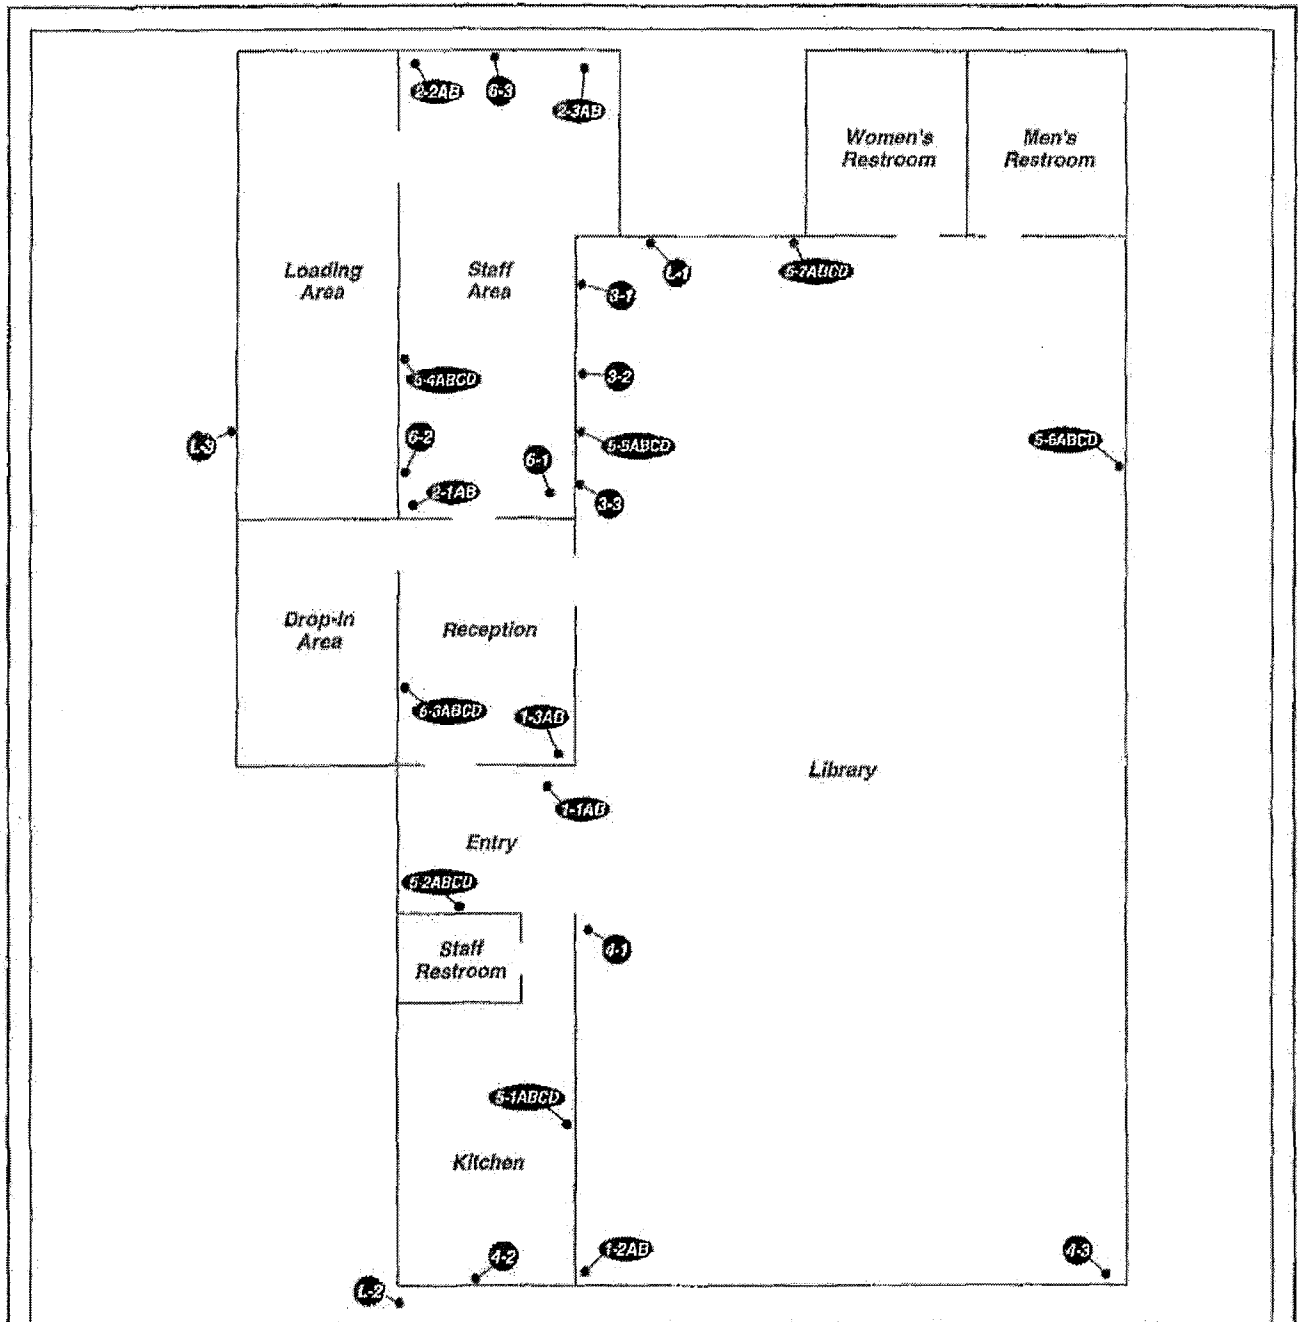 2-2AB
6-3
2-3AB
Women's
Restroom
Men's
Restroom
Loading
Area
Staff
Area
L-1
5-7ABCD
3-1
3-2
5-4ABCD
6-2
L-3
5-5ABCD
5-6ABCD
6-1
2-1AB
3-3
Drop-In
Area
Reception
5-3ABCD
1-3AB
Library
1-1AB
Entry
5-2ABCD
Staff
Restroom
4-1
5-1ABCD
Kitchen
4-2
1-2AB
4-3
L-2